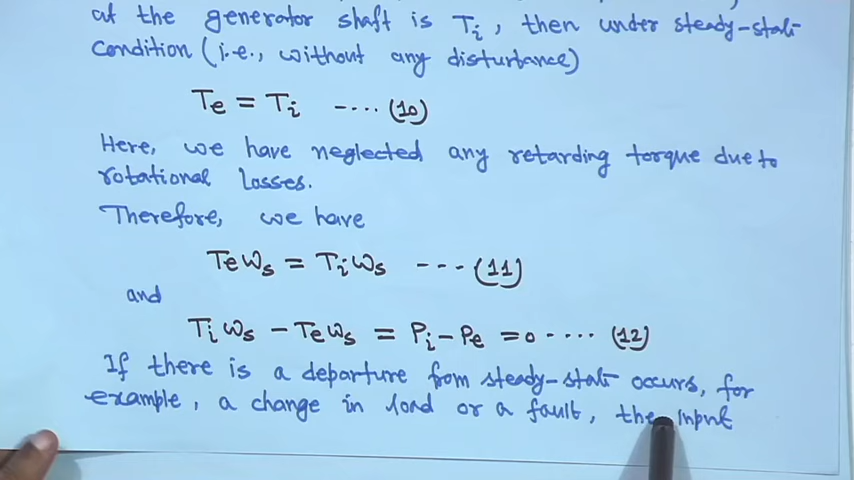 at the generator shaft is Ti, then under steady-state
condition (i.e., without any disturbance)
Te = Ti ---- (10)
Here, we have neglected any retarding torque due to
rotational losses.
Therefore, we have
Teωs = Tiωs ---- (11)
and
Tiωs - Teωs = Pi - Pe = 0 ---- (12)
If there is a departure from steady-state occurs, for
example, a change in load or a fault, the input